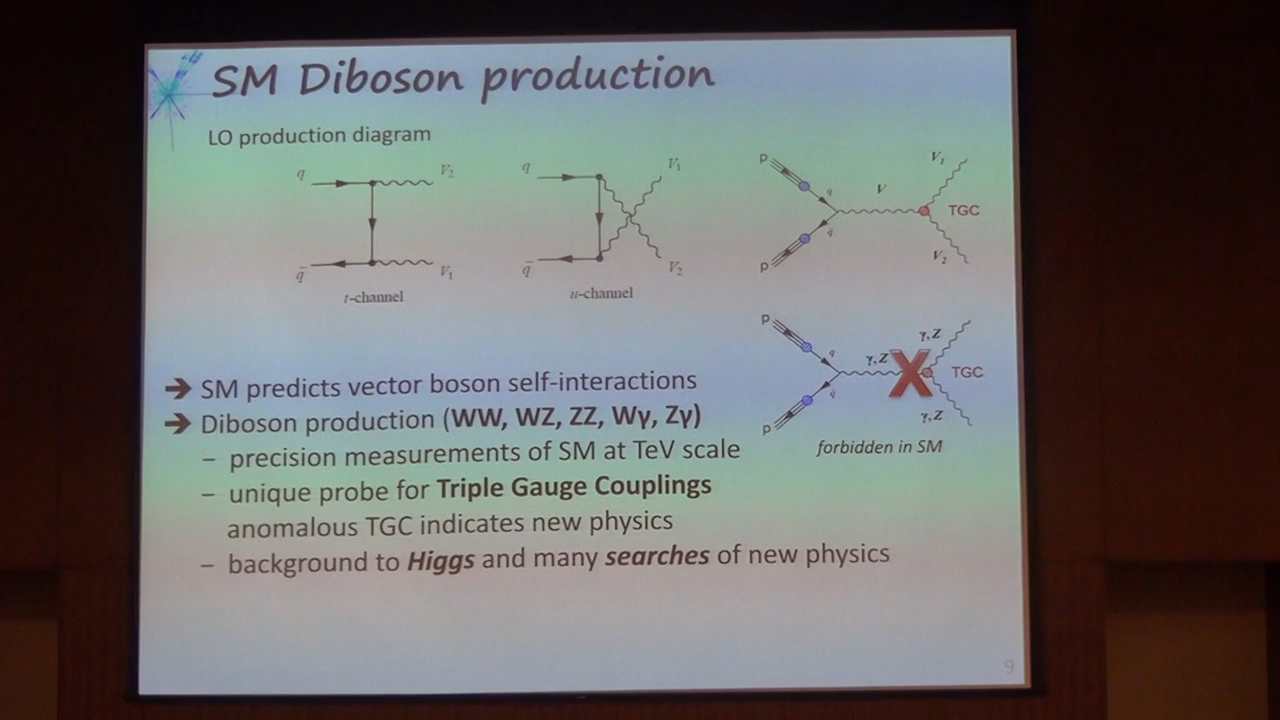 SM Diboson production
LO production diagram
q
V₂
q̄
V₁
t-channel
q
V₁
q̄
V₂
u-channel
p
q
V
V₁
TGC
p
q
V₂
p
q
γ,Z
γ,Z
X
TGC
p
q
γ,Z
forbidden in SM
➔ SM predicts vector boson self-interactions
➔ Diboson production (WW, WZ, ZZ, Wγ, Zγ)
– precision measurements of SM at TeV scale
– unique probe for Triple Gauge Couplings
anomalous TGC indicates new physics
– background to Higgs and many searches of new physics
9